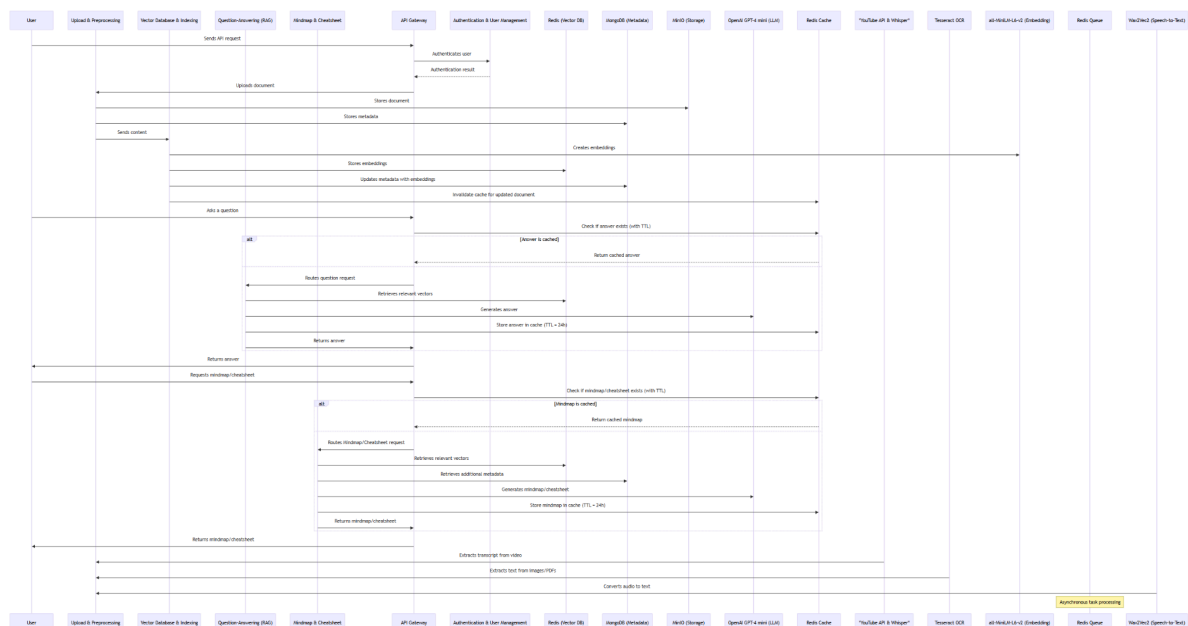 User
Upload & Preprocessing
Vector Database & Indexing
Question-Answering (RAG)
Mindmap & Cheatsheet
API Gateway
Authentication & User Management
Redis (Vector DB)
MongoDB (Metadata)
MinIO (Storage)
OpenAI GPT-4 mini (LLM)
Redis Cache
"YouTube API & Whisper"
Tesseract OCR
all-MiniLM-L6-v2 (Embedding)
Redis Queue
Wav2Vec2 (Speech-to-Text)
Sends API request
Authenticates user
Authentication result
Uploads document
Stores document
Stores metadata
Sends content
Creates embeddings
Stores embeddings
Updates metadata with embeddings
Invalidate cache for updated document
Asks a question
Check if answer exists (with TTL)
alt
[Answer is cached]
Return cached answer
Routes question request
Retrieves relevant vectors
Generates answer
Store answer in cache (TTL = 24h)
Returns answer
Returns answer
Requests mindmap/cheatsheet
Check if mindmap/cheatsheet exists (with TTL)
alt
[Mindmap is cached]
Return cached mindmap
Routes Mindmap/Cheatsheet request
Retrieves relevant vectors
Retrieves additional metadata
Generates mindmap/cheatsheet
Store mindmap in cache (TTL = 24h)
Returns mindmap/cheatsheet
Returns mindmap/cheatsheet
Extracts transcript from video
Extracts text from images/PDFs
Converts audio to text
Asynchronous task processing
User
Upload & Preprocessing
Vector Database & Indexing
Question-Answering (RAG)
Mindmap & Cheatsheet
API Gateway
Authentication & User Management
Redis (Vector DB)
MongoDB (Metadata)
MinIO (Storage)
OpenAI GPT-4 mini (LLM)
Redis Cache
"YouTube API & Whisper"
Tesseract OCR
all-MiniLM-L6-v2 (Embedding)
Redis Queue
Wav2Vec2 (Speech-to-Text)